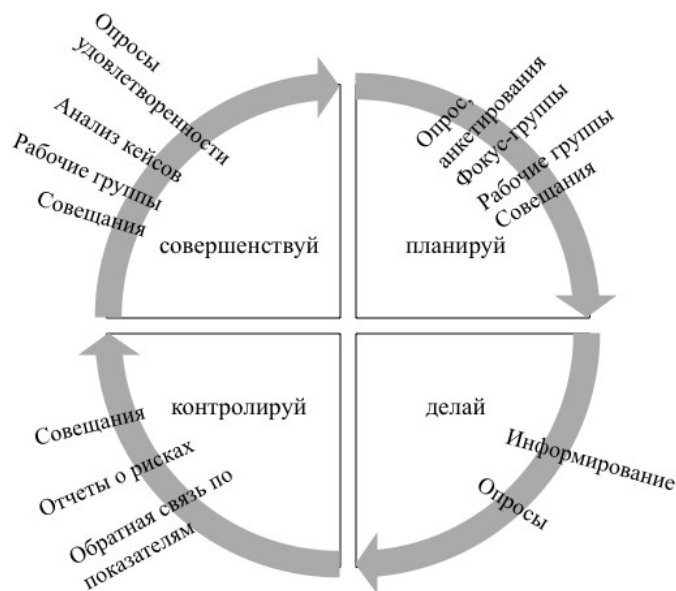 Опросы
удовлетворенности
Анализ кейсов
Рабочие группы
Совещания
совершенствуй
Опрос,
анкетирования
Фокус-группы
Рабочие группы
Совещания
планируй
контролируй
Совещания
Отчеты о рисках
Обратная связь по
показателям
делай
Информирование
Опросы